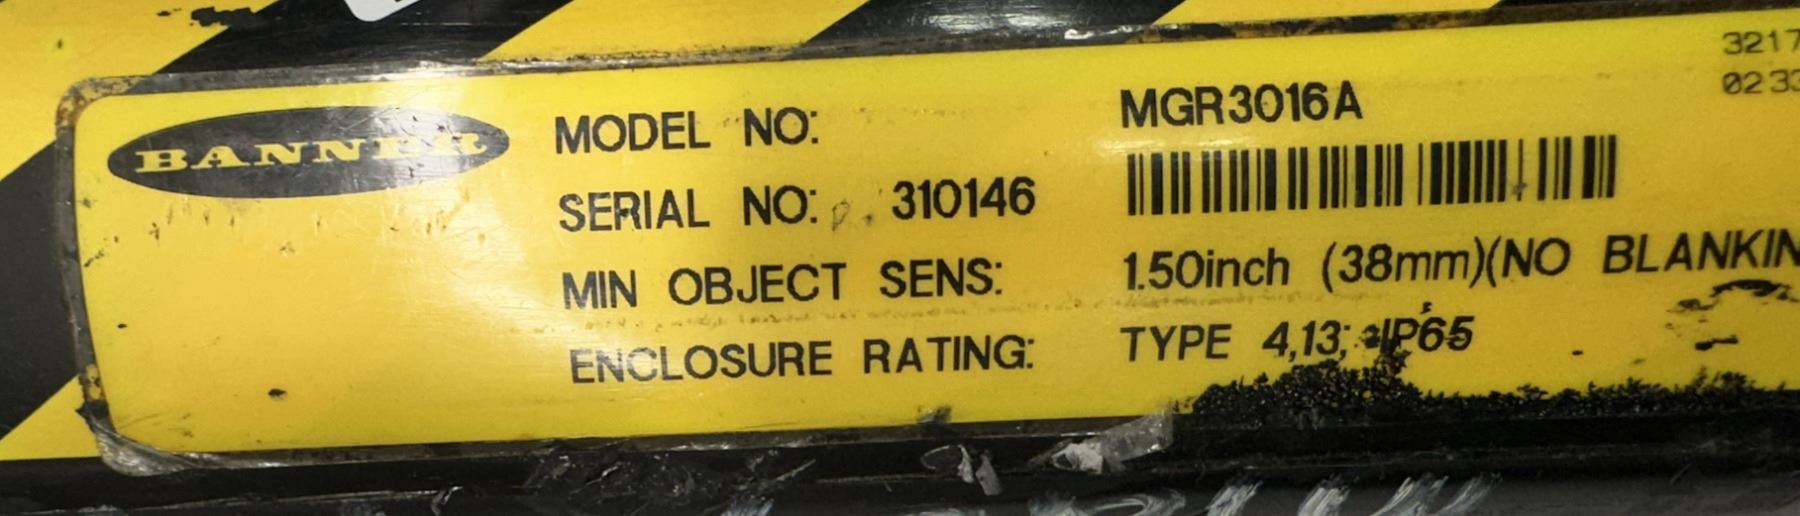 BANNER
MODEL NO: MGR3016A
SERIAL NO: 310146
MIN OBJECT SENS: 1.50inch (38mm)(NO BLANKIN
ENCLOSURE RATING: TYPE 4,13; IP65
3217
0233